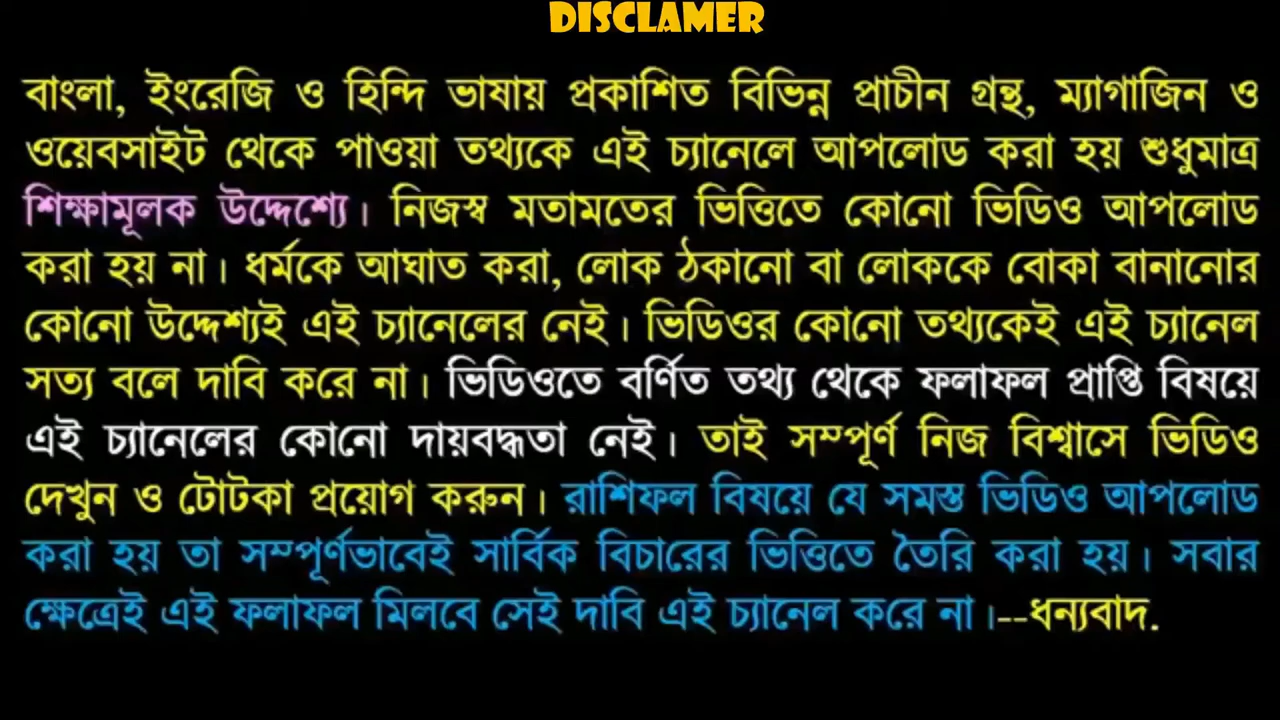 DISCLAMER
বাংলা, ইংরেজি ও হিন্দি ভাষায় প্রকাশিত বিভিন্ন প্রাচীন গ্রন্থ, ম্যাগাজিন ও
ওয়েবসাইট থেকে পাওয়া তথ্যকে এই চ্যানেলে আপলোড করা হয় শুধুমাত্র
শিক্ষামূলক উদ্দেশ্যে। নিজস্ব মতামতের ভিত্তিতে কোনো ভিডিও আপলোড
করা হয় না। ধর্মকে আঘাত করা, লোক ঠকানো বা লোককে বোকা বানানোর
কোনো উদ্দেশ্যই এই চ্যানেলের নেই। ভিডিওর কোনো তথ্যকেই এই চ্যানেল
সত্য বলে দাবি করে না। ভিডিওতে বর্ণিত তথ্য থেকে ফলাফল প্রাপ্তি বিষয়ে
এই চ্যানেলের কোনো দায়বদ্ধতা নেই। তাই সম্পূর্ণ নিজ বিশ্বাসে ভিডিও
দেখুন ও টোটকা প্রয়োগ করুন। রাশিফল বিষয়ে যে সমস্ত ভিডিও আপলোড
করা হয় তা সম্পূর্ণভাবেই সার্বিক বিচারের ভিত্তিতে তৈরি করা হয়। সবার
ক্ষেত্রেই এই ফলাফল মিলবে সেই দাবি এই চ্যানেল করে না।--ধন্যবাদ.